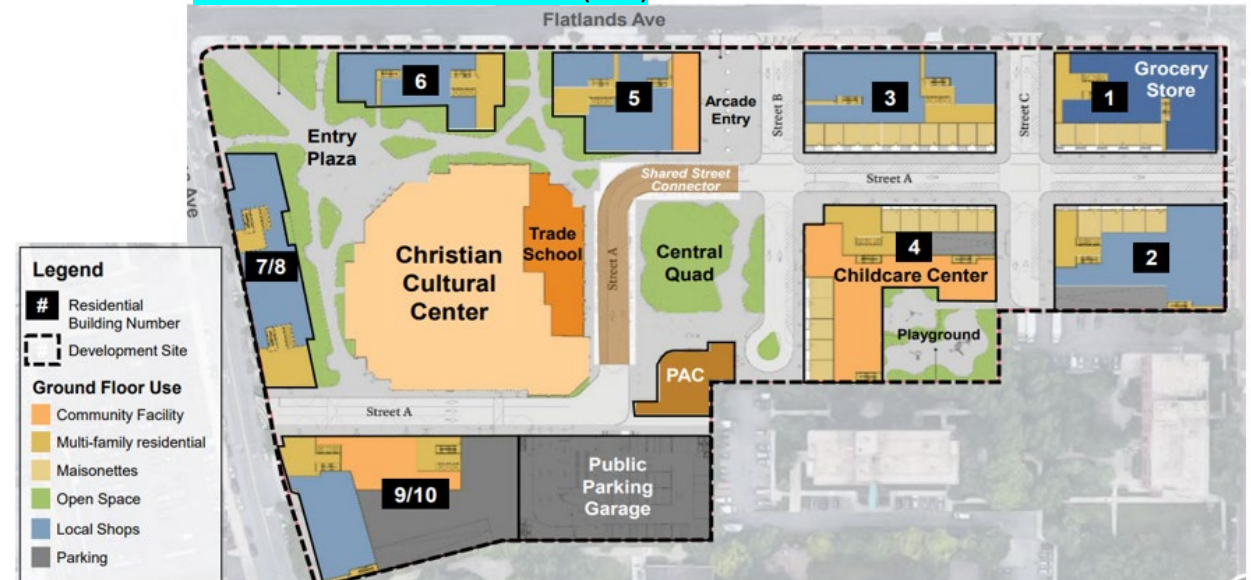 Flatlands Ave
6
5
Arcade
Entry
Street B
3
Street C
1
Grocery
Store
Entry
Plaza
Shared Street
Connector
Street A
Ave
7/8
Christian
Cultural
Center
Trade
School
Street A
Central
Quad
4
Childcare Center
2
Playground
PAC
Street A
9/10
Public
Parking
Garage
Legend
# Residential
Building Number
# Development Site
Ground Floor Use
Community Facility
Multi-family residential
Maisonettes
Open Space
Local Shops
Parking